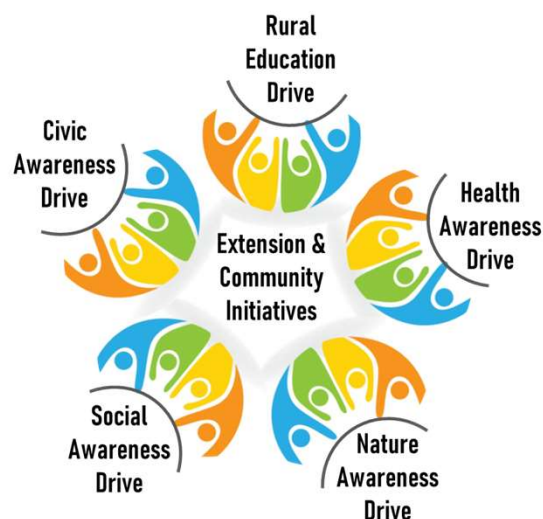 Rural
Education
Drive
Civic
Awareness
Drive
Health
Awareness
Drive
Extension &
Community
Initiatives
Social
Awareness
Drive
Nature
Awareness
Drive